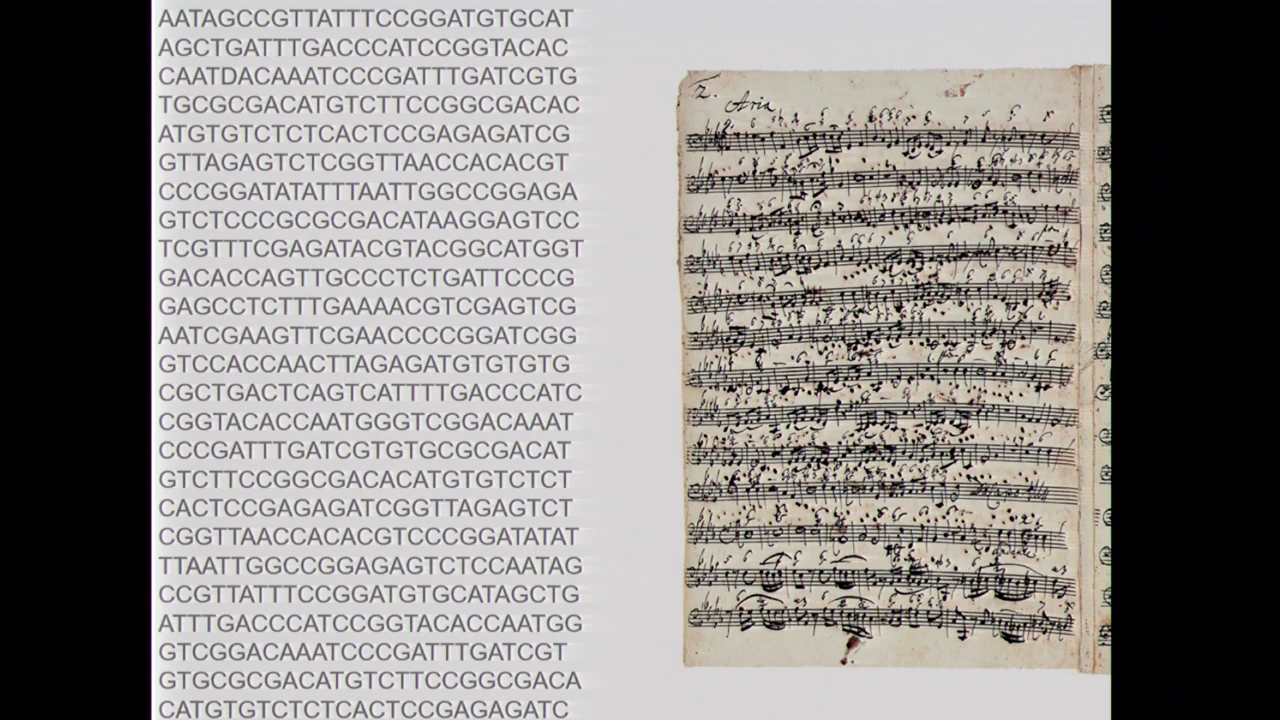 AATAGCCGTTATTTCCGGATGTGCAT
AGCTGATTTGACCCATCCGGTACAC
CAATDACAAATCCCGATTTGATCGTG
TGCGCGACATGTCTTCCGGCGACAC
ATGTGTCTCTCACTCCGAGAGATCG
GTTAGAGTCTCGGTTAACCACACGT
CCCGGATATATTTAATTGGCCGGAGA
GTCTCCCGCGCGACATAAGGAGTCC
TCGTTTCGAGATACGTACGGCATGGT
GACACCAGTTGCCCTCTGATTCCCG
GAGCCTCTTTGAAAACGTCGAGTCG
AATCGAAGTTCGAACCCCGGATCGG
GTCCACCAACTTAGAGATGTGTGTG
CGCTGACTCAGTCATTTTGACCCATC
CGGTACACCAATGGGTCGGACAAAT
CCCGATTTGATCGTGTGCGCGACAT
GTCTTCCGGCGACACATGTGTCTCT
CACTCCGAGAGATCGGTTAGAGTCT
CGGTTAACCACACGTCCCGGATATAT
TTAATTGGCCGGAGAGTCTCCAATAG
CCGTTATTTCCGGATGTGCATAGCTG
ATTTGACCCATCCGGTACACCAATGG
GTCGGACAAATCCCGATTTGATCGT
GTGCGCGACATGTCTTCCGGCGACA
CATGTGTCTCTCACTCCGAGAGATC
2.
Aria